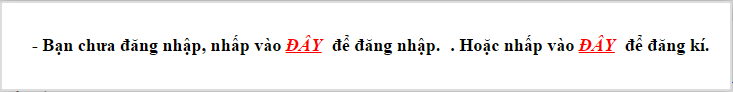 - Bạn chưa đăng nhập, nhấp vào ĐÂY để đăng nhập. . Hoặc nhấp vào ĐÂY để đăng kí.